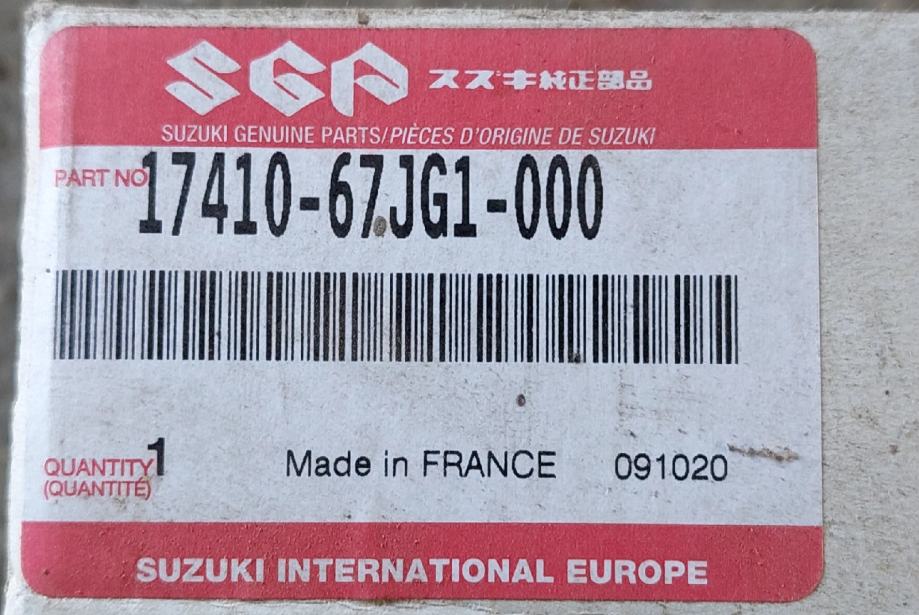 SGP スズキ純正部品
SUZUKI GENUINE PARTS/PIÈCES D'ORIGINE DE SUZUKI
PART NO 17410-67JG1-000
QUANTITY 1 Made in FRANCE 091020
(QUANTITÉ)
SUZUKI INTERNATIONAL EUROPE